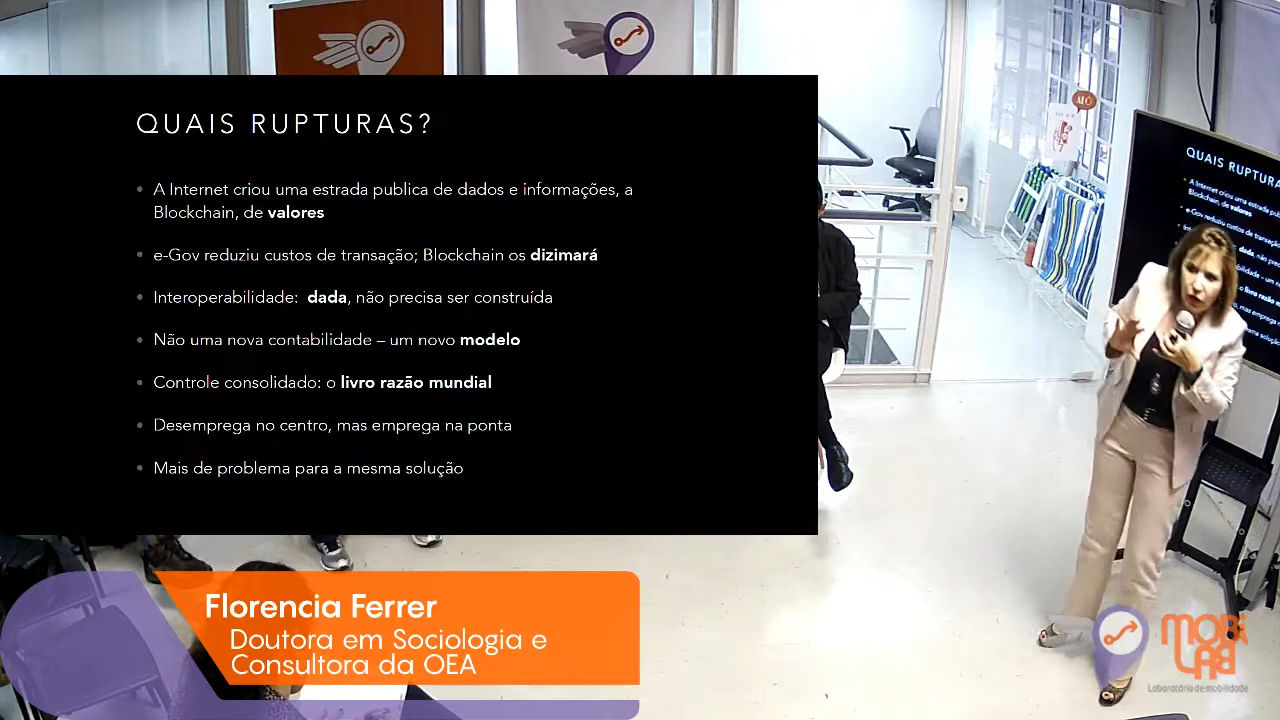 QUAIS RUPTURAS?
• A Internet criou uma estrada publica de dados e informações, a
Blockchain, de valores
• e-Gov reduziu custos de transação; Blockchain os dizimará
• Interoperabilidade: dada, não precisa ser construída
• Não uma nova contabilidade – um novo modelo
• Controle consolidado: o livro razão mundial
• Desemprega no centro, mas emprega na ponta
• Mais de problema para a mesma solução
ALÔ
QUAIS RUPTURA
Florencia Ferrer
Doutora em Sociologia e
Consultora da OEA
MOBI
LAB
Laboratório de mobilidade